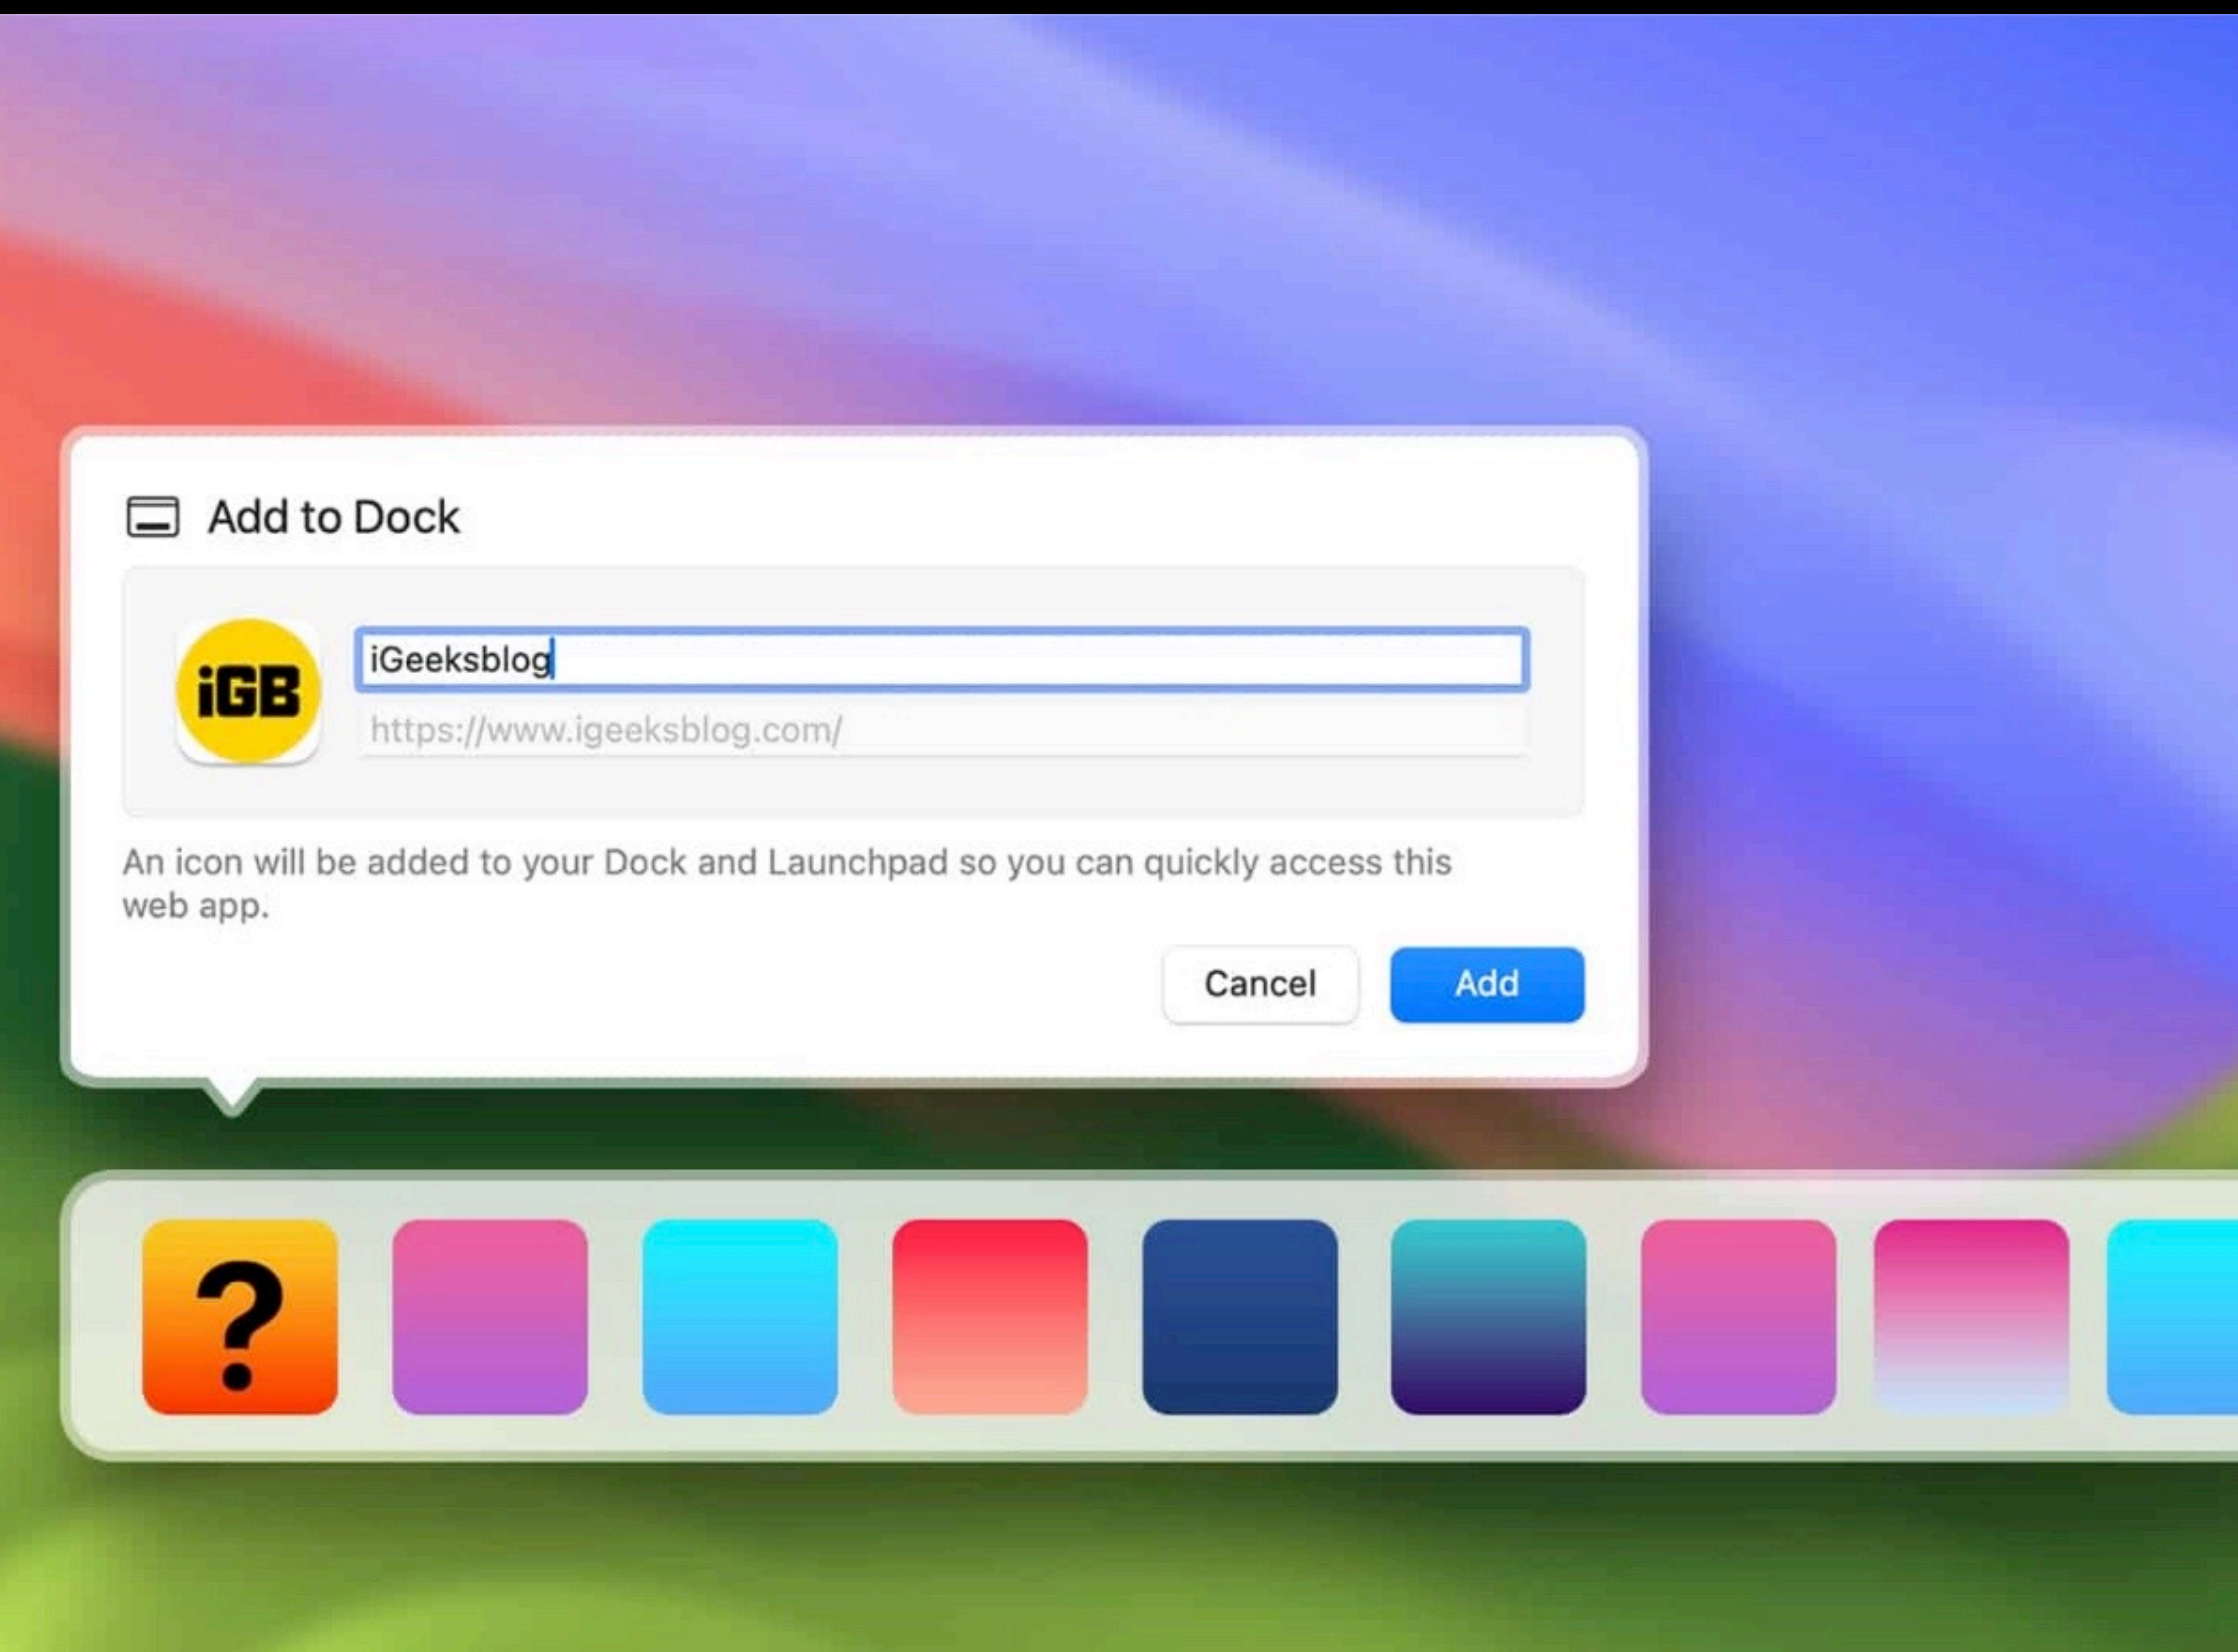 Add to Dock
iGB
iGeeksblog
https://www.igeeksblog.com/
An icon will be added to your Dock and Launchpad so you can quickly access this
web app.
Cancel
Add
?